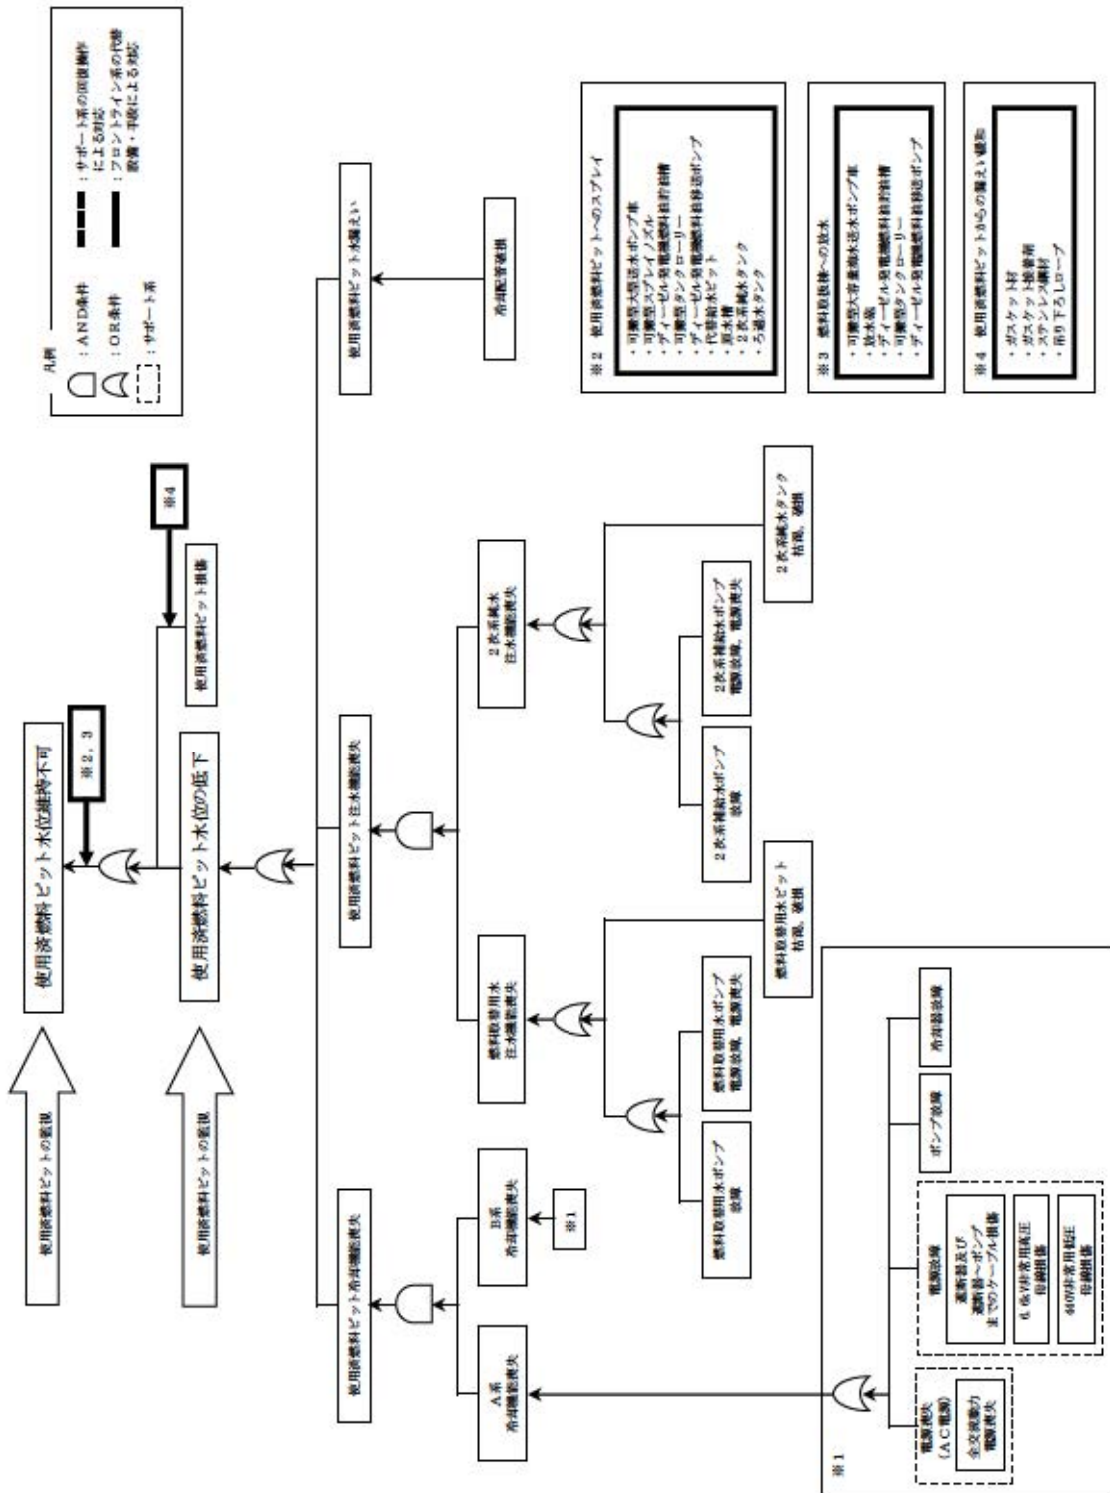 凡例
：AND条件
：OR条件
：サポート系
：サポート系の回復操作
による対応
：フロントライン系の代替
設備・手段による対応
使用済燃料ピットの監視
使用済燃料ピット水位維持不可
※2，3
※4
使用済燃料ピットの監視
使用済燃料ピット水位の低下
使用済燃料ピット損傷
使用済燃料ピット冷却機能喪失
使用済燃料ピット注水機能喪失
使用済燃料ピット水漏えい
A系
冷却機能喪失
B系
冷却機能喪失
※1
燃料取替用水
注水機能喪失
2次系純水
注水機能喪失
冷却配管破損
燃料取替用水ポンプ
故障
燃料取替用水ポンプ
電源故障，電源喪失
燃料取替用水ピット
枯渇，破損
2次系補給水ポンプ
故障
2次系補給水ポンプ
電源故障，電源喪失
2次系純水タンク
枯渇，破損
※1
電源喪失
（AC電源）
全交流動力
電源喪失
電源故障
遮断器及び
遮断器～ポンプ
までのケーブル損傷
6.6kV非常用高圧
母線損傷
440V非常用低圧
母線損傷
ポンプ故障
冷却器故障
※2　使用済燃料ピットへのスプレイ
・可搬型大型送水ポンプ車
・可搬型スプレイノズル
・ディーゼル発電機燃料油貯油槽
・可搬型タンクローリー
・ディーゼル発電機燃料油移送ポンプ
・代替給水ピット
・原水槽
・2次系純水タンク
・ろ過水タンク
※3　燃料取扱棟への放水
・可搬型大容量海水送水ポンプ車
・放水砲
・ディーゼル発電機燃料油貯油槽
・可搬型タンクローリー
・ディーゼル発電機燃料油移送ポンプ
※4　使用済燃料ピットからの漏えい緩和
・ガスケット材
・ガスケット接着剤
・ステンレス鋼材
・吊り下ろしロープ